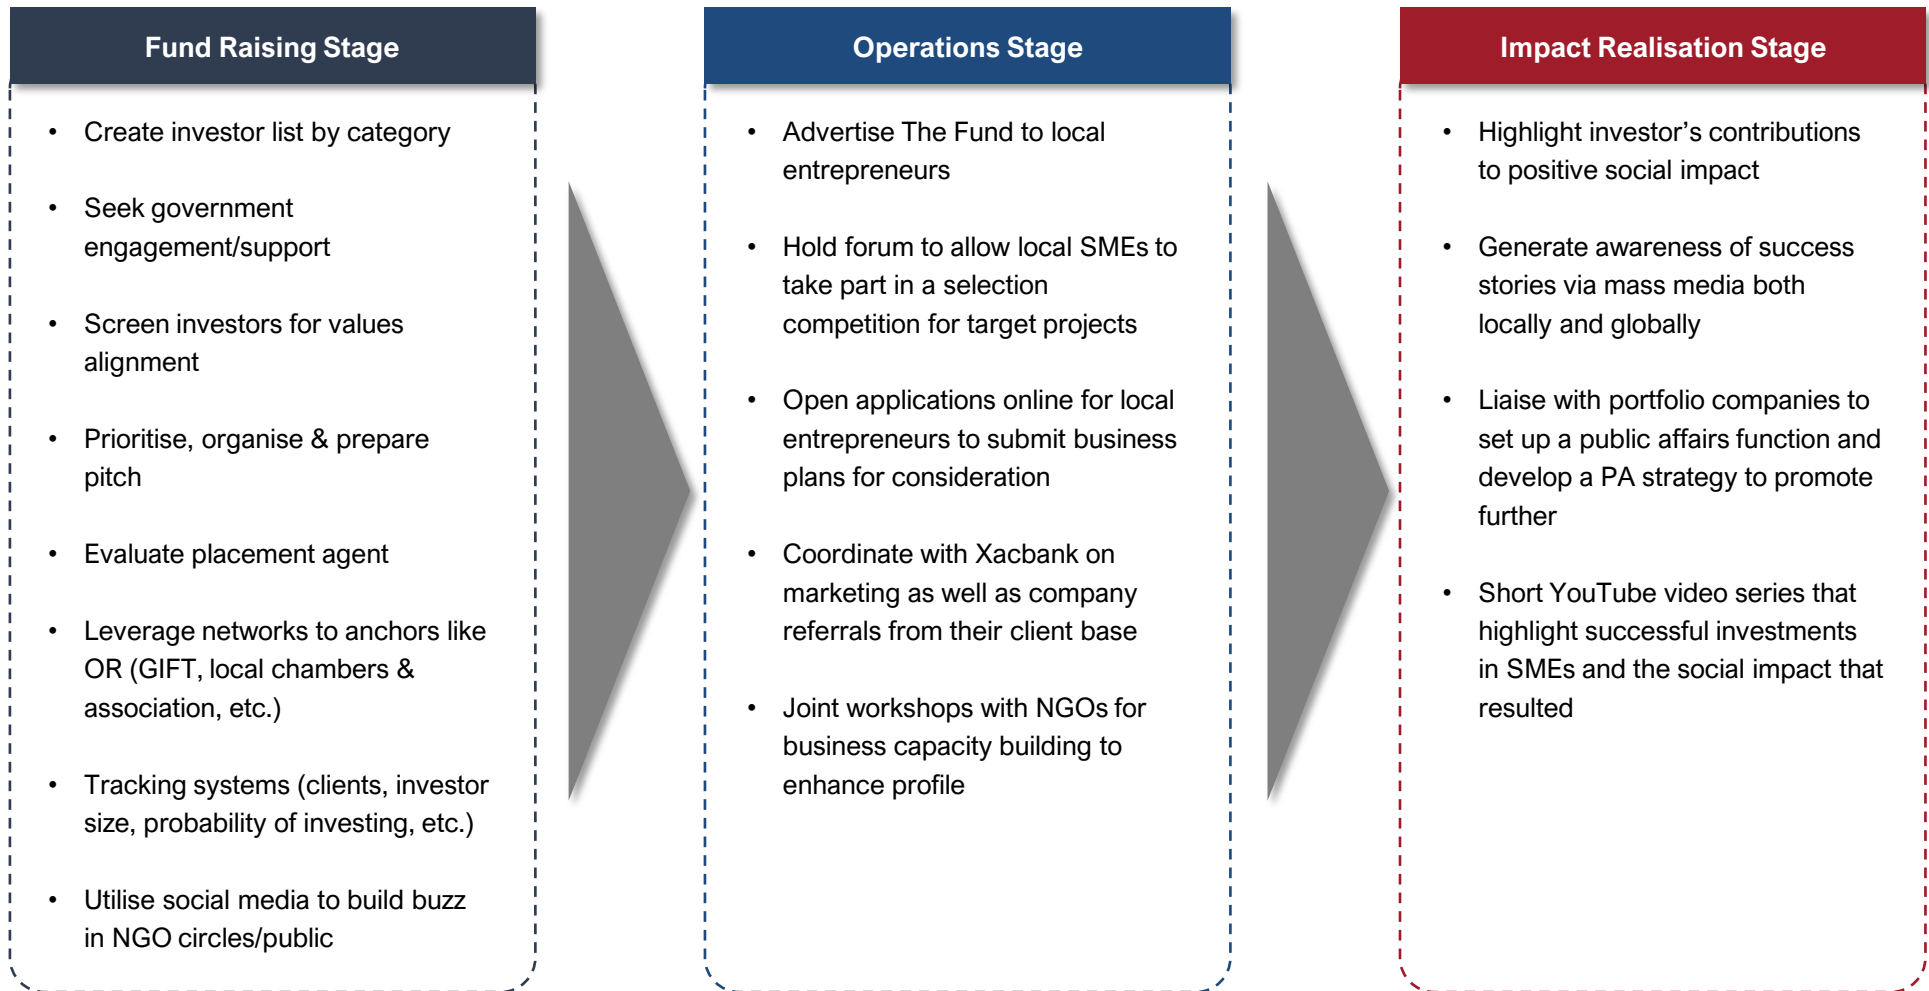 Fund Raising Stage
• Create investor list by category
• Seek government
engagement/support
• Screen investors for values
alignment
• Prioritise, organise & prepare
pitch
• Evaluate placement agent
• Leverage networks to anchors like
OR (GIFT, local chambers &
association, etc.)
• Tracking systems (clients, investor
size, probability of investing, etc.)
• Utilise social media to build buzz
in NGO circles/public
Operations Stage
• Advertise The Fund to local
entrepreneurs
• Hold forum to allow local SMEs to
take part in a selection
competition for target projects
• Open applications online for local
entrepreneurs to submit business
plans for consideration
• Coordinate with Xacbank on
marketing as well as company
referrals from their client base
• Joint workshops with NGOs for
business capacity building to
enhance profile
Impact Realisation Stage
• Highlight investor’s contributions
to positive social impact
• Generate awareness of success
stories via mass media both
locally and globally
• Liaise with portfolio companies to
set up a public affairs function and
develop a PA strategy to promote
further
• Short YouTube video series that
highlight successful investments
in SMEs and the social impact that
resulted